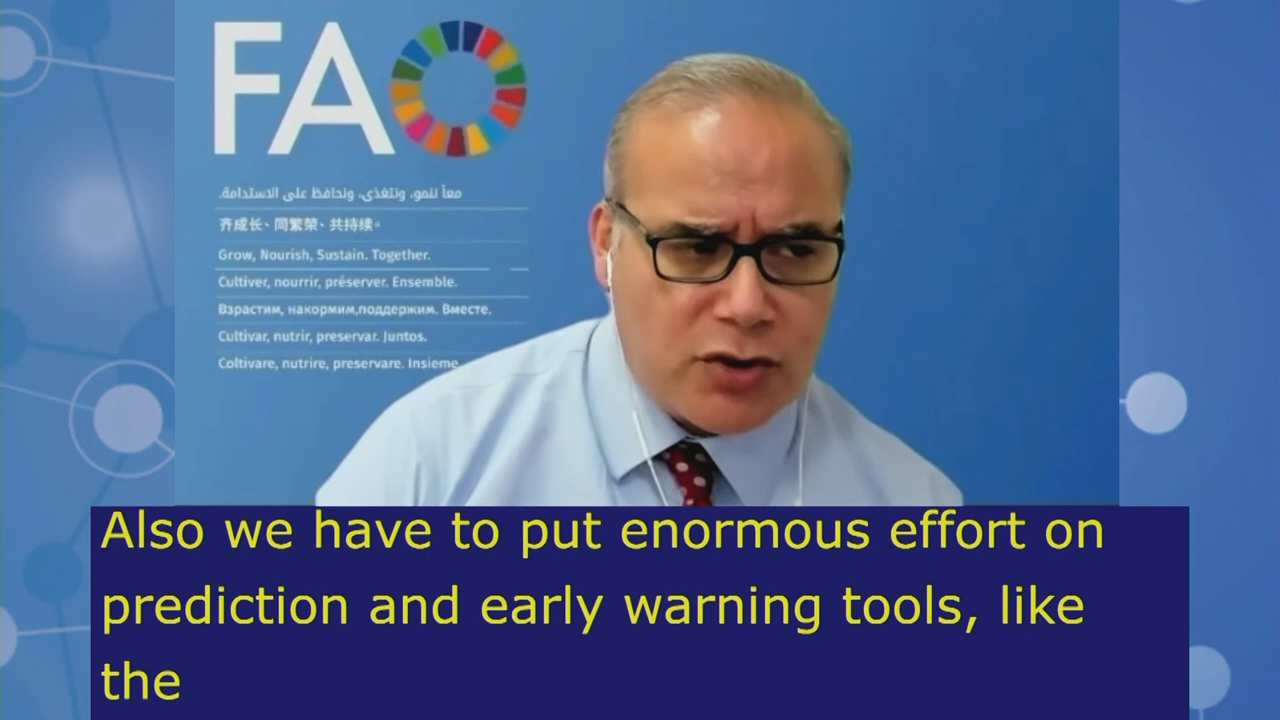 FAO
معاً ننمو، ونتغذى، ونحافظ على الاستدامة.
齐成长、同繁荣、共持续。
Grow, Nourish, Sustain. Together.
Cultiver, nourrir, préserver. Ensemble.
Взрастим, накормим,поддержим. Вместе.
Cultivar, nutrir, preservar. Juntos.
Coltivare, nutrire, preservare. Insieme
Also we have to put enormous effort on
prediction and early warning tools, like
the